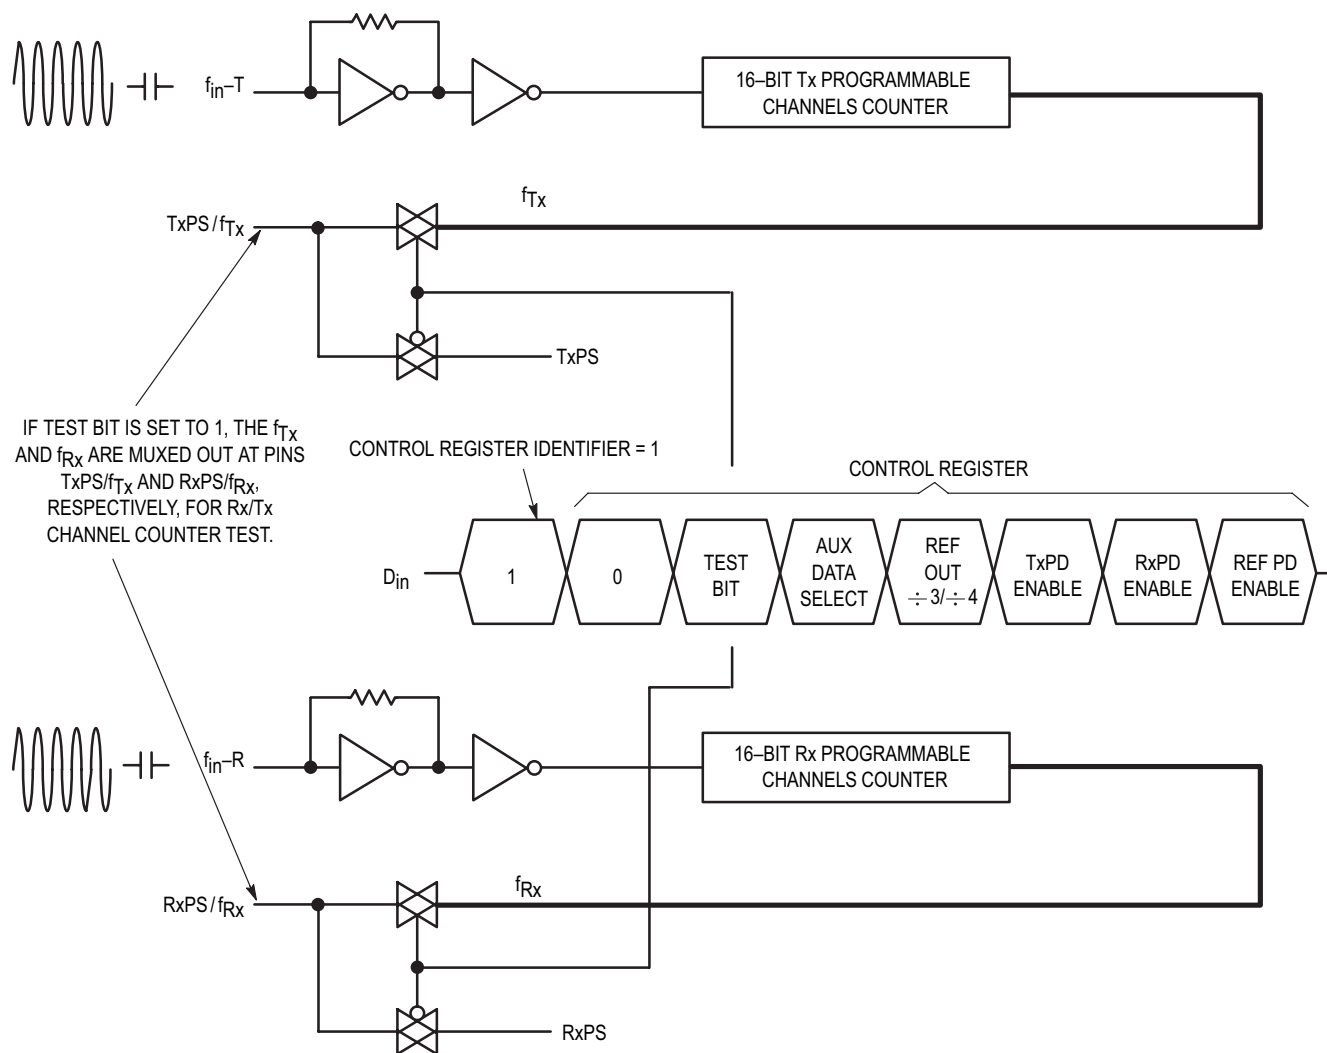 fin–T
16–BIT Tx PROGRAMMABLE
CHANNELS COUNTER
TxPS/fTx
fTx
TxPS
IF TEST BIT IS SET TO 1, THE fTx
AND fRx ARE MUXED OUT AT PINS
TxPS/fTx AND RxPS/fRx,
RESPECTIVELY, FOR Rx/Tx
CHANNEL COUNTER TEST.
CONTROL REGISTER IDENTIFIER = 1
CONTROL REGISTER
Din
1
0
TEST
BIT
AUX
DATA
SELECT
REF
OUT
÷3/÷4
TxPD
ENABLE
RxPD
ENABLE
REF PD
ENABLE
fin–R
16–BIT Rx PROGRAMMABLE
CHANNELS COUNTER
RxPS/fRx
fRx
RxPS